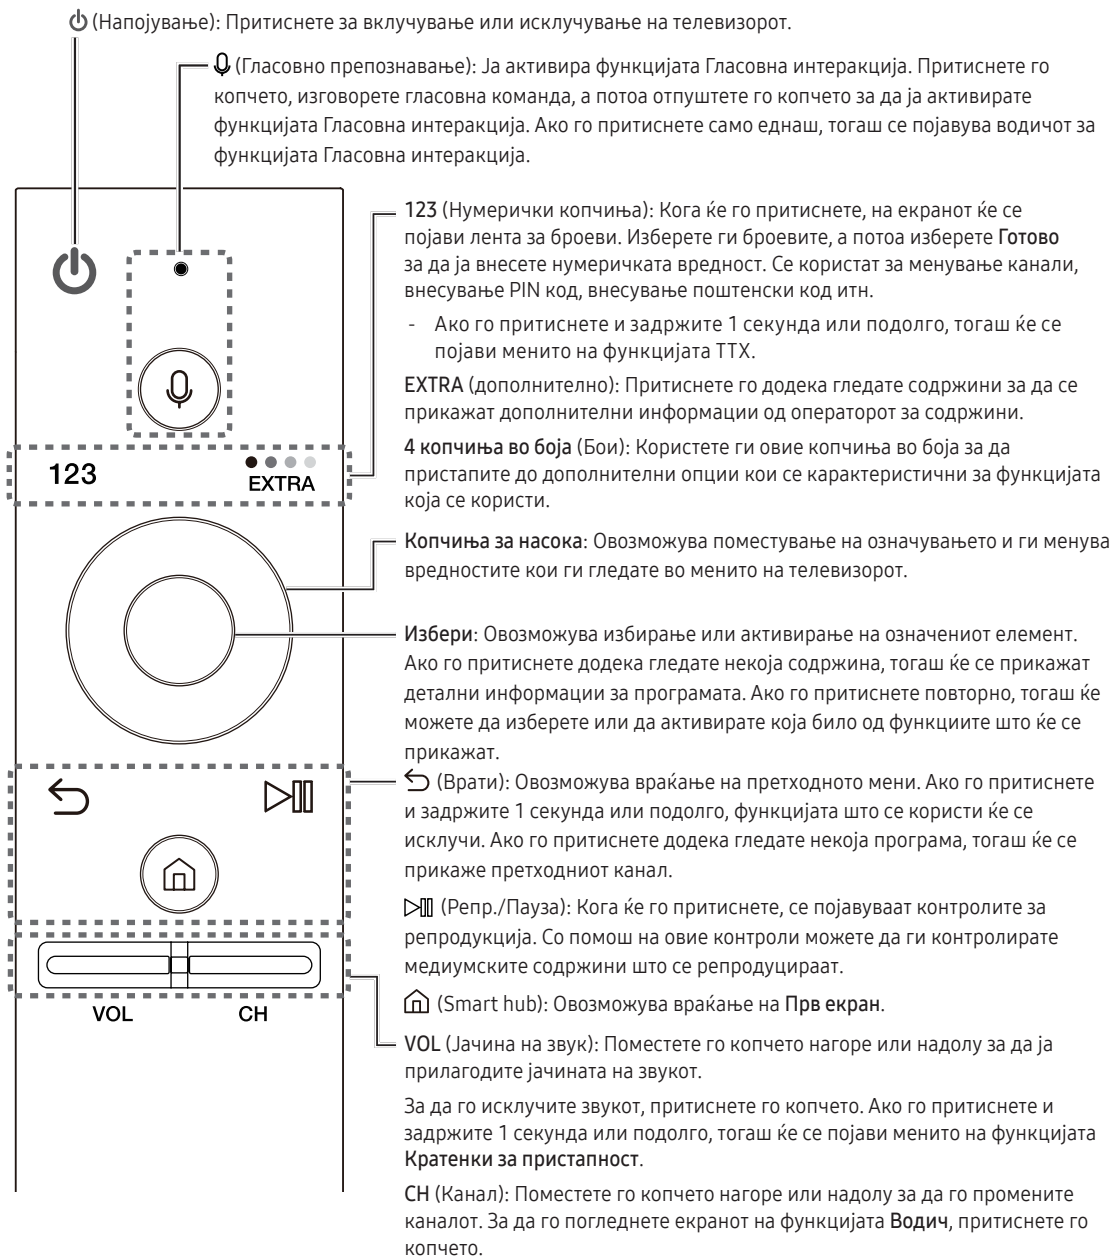 (Напојување): Притиснете за вклучување или исклучување на телевизорот.
(Гласовно препознавање): Ја активира функцијата Гласовна интеракција. Притиснете го
копчето, изговорете гласовна команда, а потоа отпуштете го копчето за да ја активирате
функцијата Гласовна интеракција. Ако го притиснете само еднаш, тогаш се појавува водичот за
функцијата Гласовна интеракција.
123 (Нумерички копчиња): Кога ќе го притиснете, на екранот ќе се
појави лента за броеви. Изберете ги броевите, а потоа изберете Готово
за да ја внесете нумеричката вредност. Се користат за менување канали,
внесување PIN код, внесување поштенски код итн.
- Ако го притиснете и задржите 1 секунда или подолго, тогаш ќе се
појави менито на функцијата TTX.
EXTRA (дополнително): Притиснете го додека гледате содржини за да се
прикажат дополнителни информации од операторот за содржини.
4 копчиња во боја (Бои): Користете ги овие копчиња во боја за да
пристапите до дополнителни опции кои се карактеристични за функцијата
која се користи.
123
EXTRA
Копчиња за насока: Овозможува поместување на означувањето и ги менува
вредностите кои ги гледате во менито на телевизорот.
Избери: Овозможува избирање или активирање на означениот елемент.
Ако го притиснете додека гледате некоја содржина, тогаш ќе се прикажат
детални информации за програмата. Ако го притиснете повторно, тогаш ќе
можете да изберете или да активирате која било од функциите што ќе се
прикажат.
(Врати): Овозможува враќање на претходното мени. Ако го притиснете
и задржите 1 секунда или подолго, функцијата што се користи ќе се
исклучи. Ако го притиснете додека гледате некоја програма, тогаш ќе се
прикаже претходниот канал.
(Репр./Пауза): Кога ќе го притиснете, се појавуваат контролите за
репродукција. Со помош на овие контроли можете да ги контролирате
медиумските содржини што се репродуцираат.
(Smart hub): Овозможува враќање на Прв екран.
VOL
CH
VOL (Јачина на звук): Поместете го копчето нагоре или надолу за да ја
прилагодите јачината на звукот.
За да го исклучите звукот, притиснете го копчето. Ако го притиснете и
задржите 1 секунда или подолго, тогаш ќе се појави менито на функцијата
Кратенки за пристапност.
CH (Канал): Поместете го копчето нагоре или надолу за да го промените
каналот. За да го погледнете екранот на функцијата Водич, притиснете го
копчето.